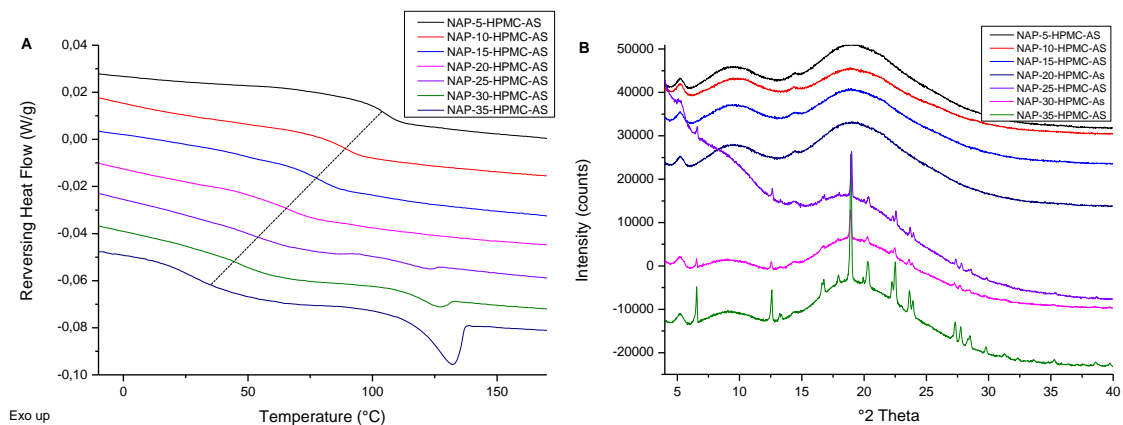 A
NAP-5-HPMC-AS
NAP-10-HPMC-AS
NAP-15-HPMC-AS
NAP-20-HPMC-AS
NAP-25-HPMC-AS
NAP-30-HPMC-AS
NAP-35-HPMC-AS
0,04
0,02
0,00
-0,02
-0,04
-0,06
-0,08
-0,10
Rerversing Heat Flow (W/g)
0
50
100
150
Temperature (°C)
Exo up
B
NAP-5-HPMC-AS
NAP-10-HPMC-AS
NAP-15-HPMC-AS
NAP-20-HPMC-As
NAP-25-HPMC-AS
NAP-30-HPMC-As
NAP-35-HPMC-AS
50000
40000
30000
20000
10000
0
-10000
-20000
Intensity (counts)
5
10
15
20
25
30
35
40
°2 Theta